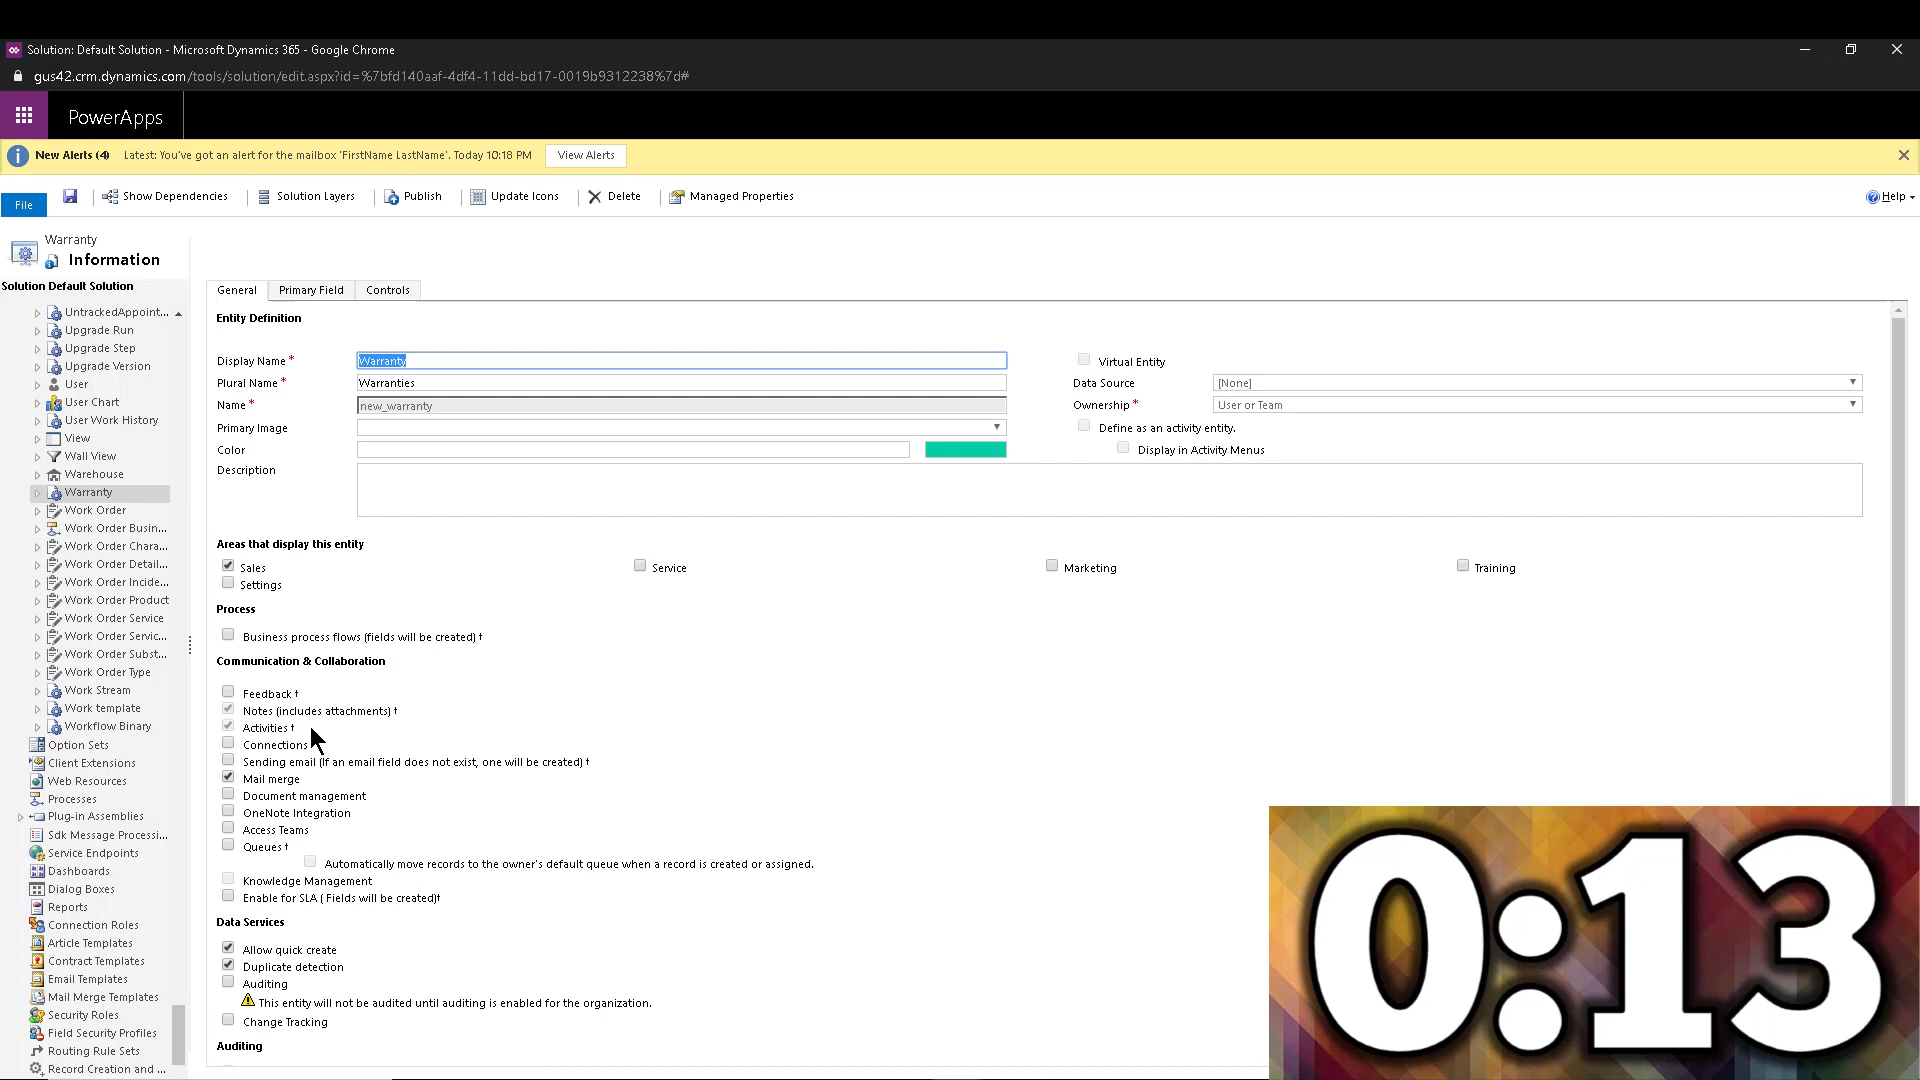 Solution: Default Solution - Microsoft Dynamics 365 - Google Chrome
gus42.crm.dynamics.com/tools/solution/edit.aspx?id=%7bfd140aaf-4df4-11dd-bd17-0019b9312238%7d#
PowerApps
New Alerts (4) Latest: You've got an alert for the mailbox 'FirstName LastName'. Today 10:18 PM View Alerts
File Show Dependencies Solution Layers Publish Update Icons Delete Managed Properties Help
Warranty
Information
Solution Default Solution
UntrackedAppoint...
Upgrade Run
Upgrade Step
Upgrade Version
User
User Chart
User Work History
View
Wall View
Warehouse
Warranty
Work Order
Work Order Busin...
Work Order Chara...
Work Order Detail...
Work Order Incide...
Work Order Product
Work Order Service
Work Order Servic...
Work Order Subst...
Work Order Type
Work Stream
Work template
Workflow Binary
Option Sets
Client Extensions
Web Resources
Processes
Plug-in Assemblies
Sdk Message Processi...
Service Endpoints
Dashboards
Dialog Boxes
Reports
Connection Roles
Article Templates
Contract Templates
Email Templates
Mail Merge Templates
Security Roles
Field Security Profiles
Routing Rule Sets
Record Creation and ...
General Primary Field Controls
Entity Definition
Display Name * Warranty
Plural Name * Warranties
Name * new_warranty
Primary Image
Color
Description
Virtual Entity
Data Source [None]
Ownership * User or Team
Define as an activity entity.
Display in Activity Menus
Areas that display this entity
Sales Service Marketing Training
Settings
Process
Business process flows (fields will be created) †
Communication & Collaboration
Feedback †
Notes (includes attachments) †
Activities †
Connections
Sending email (If an email field does not exist, one will be created) †
Mail merge
Document management
OneNote Integration
Access Teams
Queues †
Automatically move records to the owner's default queue when a record is created or assigned.
Knowledge Management
Enable for SLA ( Fields will be created)†
Data Services
Allow quick create
Duplicate detection
Auditing
This entity will not be audited until auditing is enabled for the organization.
Change Tracking
Auditing
0:13